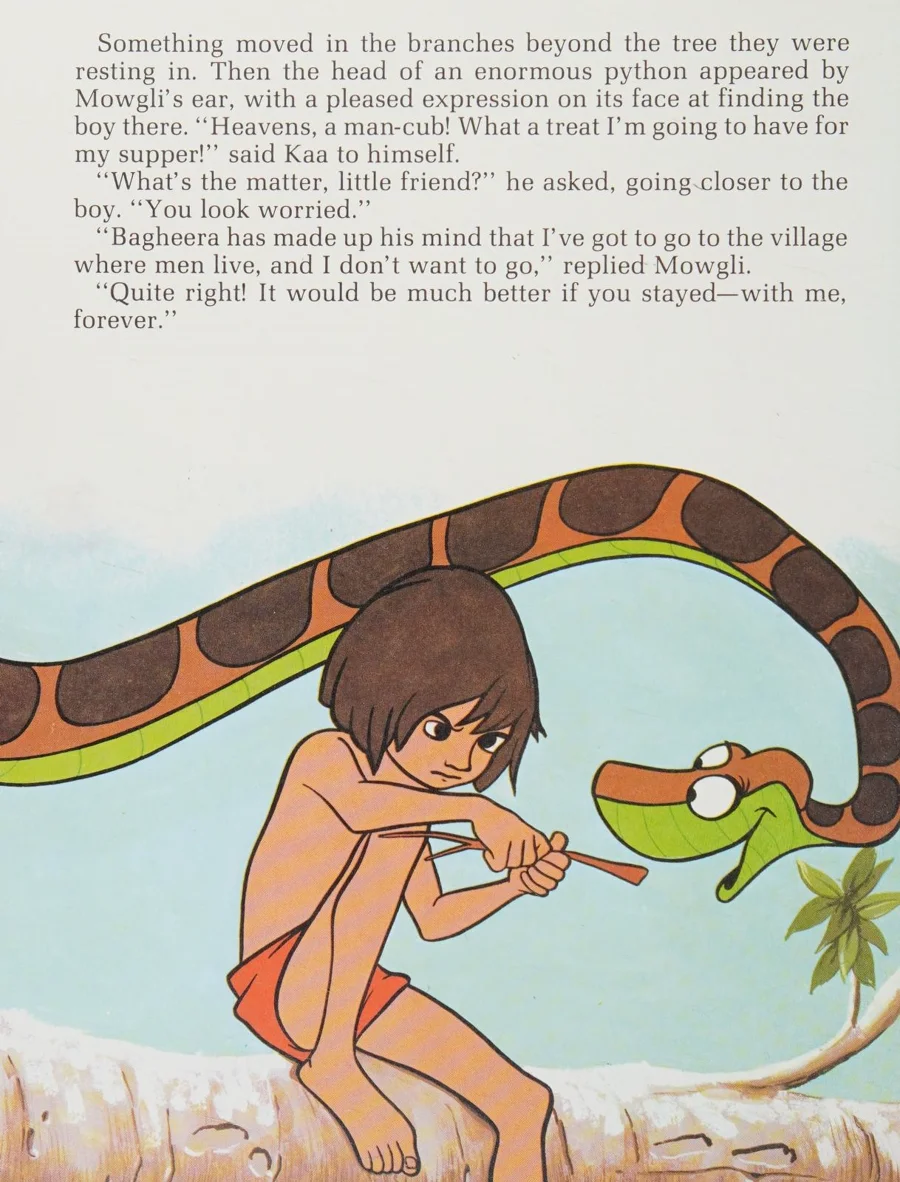 Something moved in the branches beyond the tree they were
resting in. Then the head of an enormous python appeared by
Mowgli’s ear, with a pleased expression on its face at finding the
boy there. “Heavens, a man-cub! What a treat I’m going to have for
my supper!” said Kaa to himself.
“What’s the matter, little friend?” he asked, going closer to the
boy. “You look worried.”
“Bagheera has made up his mind that I’ve got to go to the village
where men live, and I don’t want to go,” replied Mowgli.
“Quite right! It would be much better if you stayed—with me,
forever.”